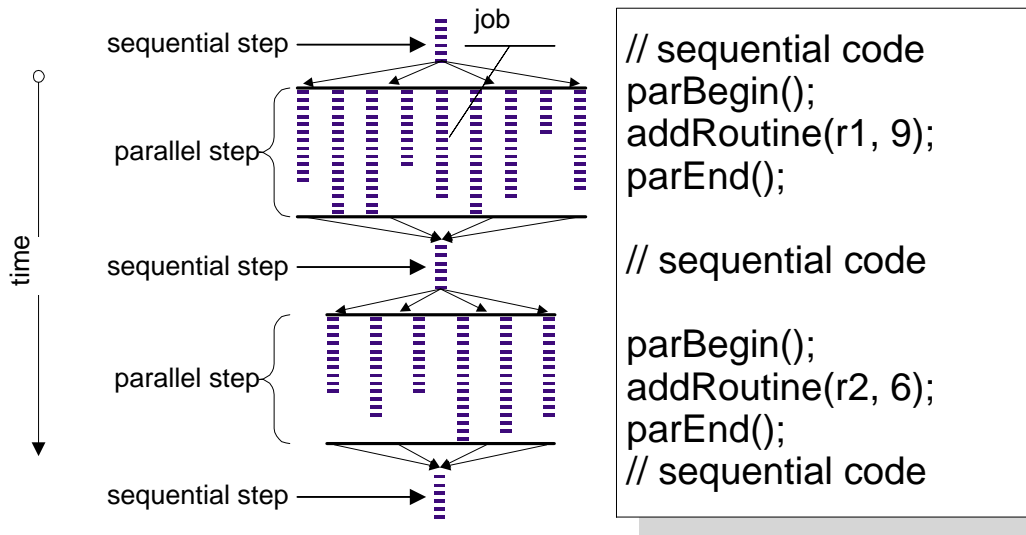 job
sequential step
parallel step
time
sequential step
parallel step
sequential step
// sequential code
parBegin();
addRoutine(r1, 9);
parEnd();
// sequential code
parBegin();
addRoutine(r2, 6);
parEnd();
// sequential code